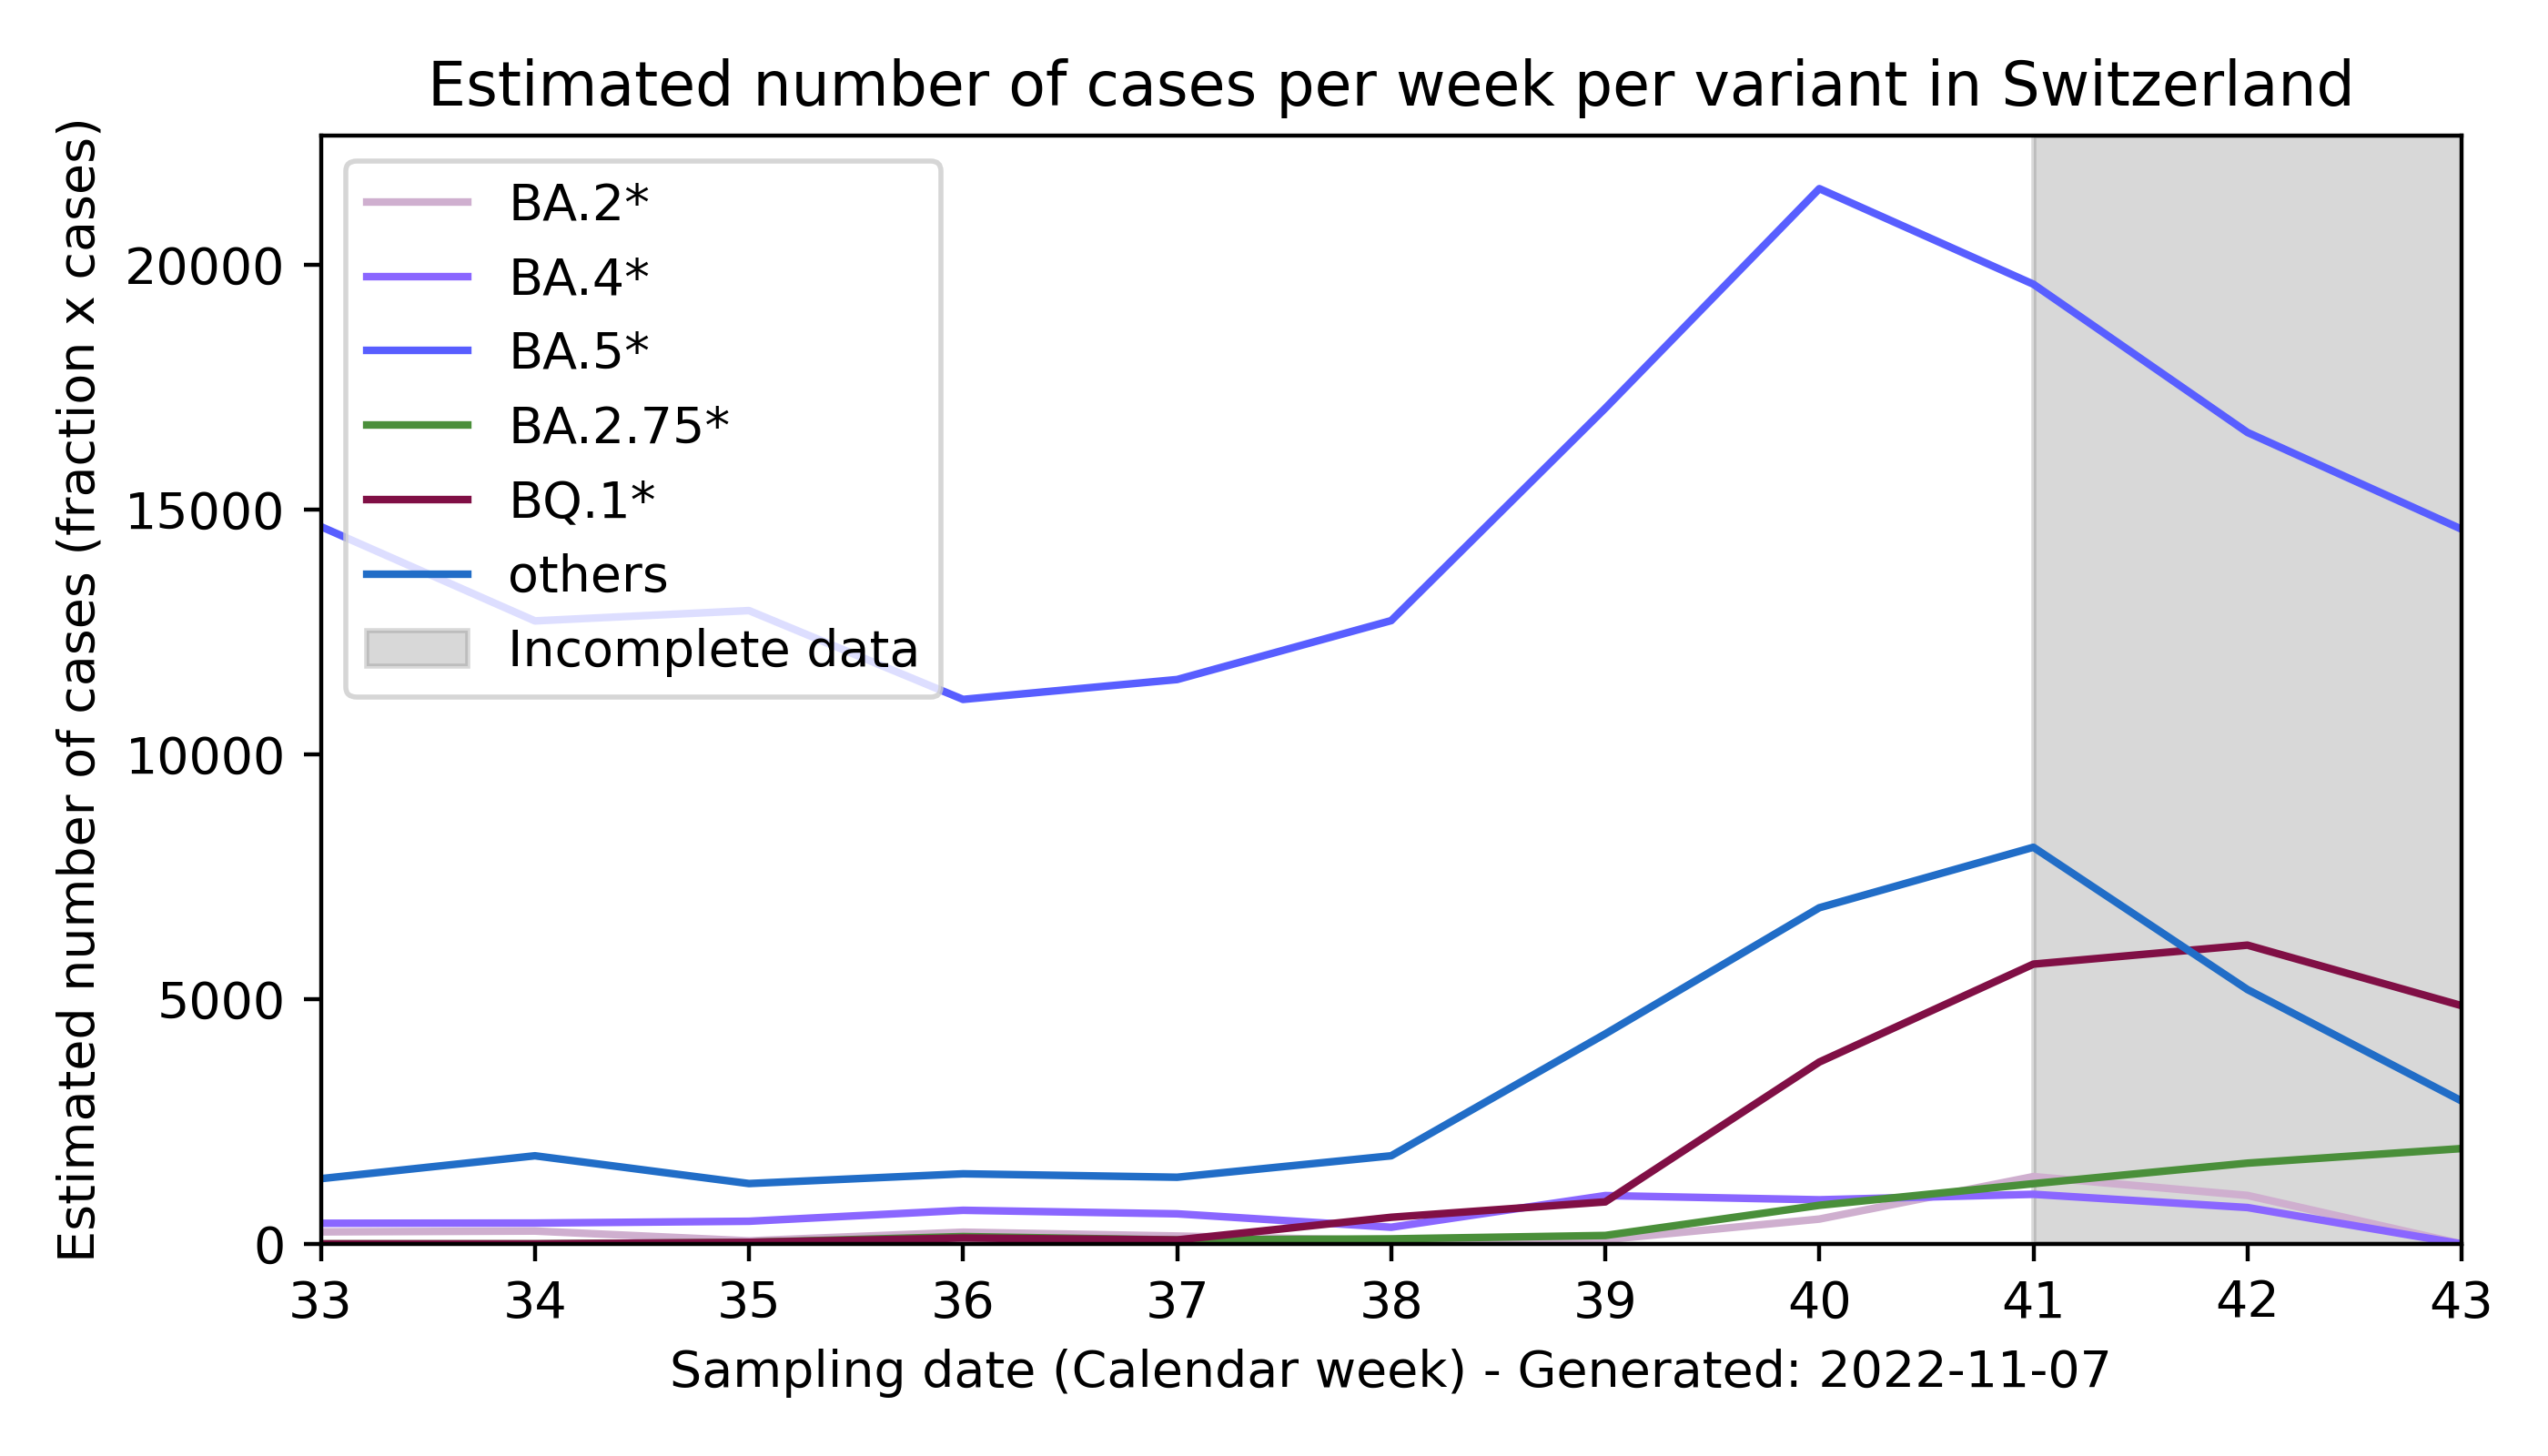 Estimated number of cases per week per variant in Switzerland
Estimated number of cases (fraction x cases)
20000
15000
10000
5000
0
BA.2*
BA.4*
BA.5*
BA.2.75*
BQ.1*
others
Incomplete data
33 34 35 36 37 38 39 40 41 42 43
Sampling date (Calendar week) - Generated: 2022-11-07